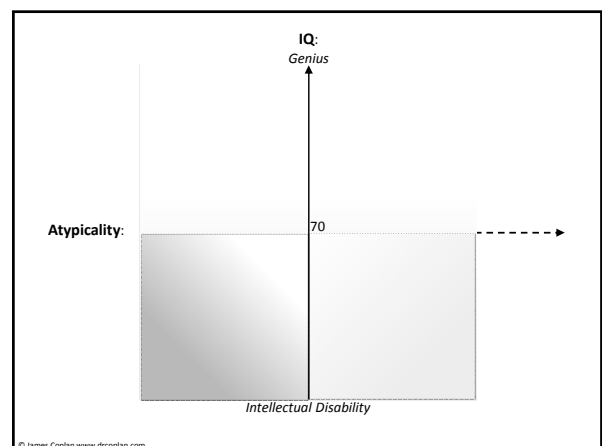 IQ:
Genius
70
Atypicality:
Intellectual Disability
© James Coplan www.drcoplan.com